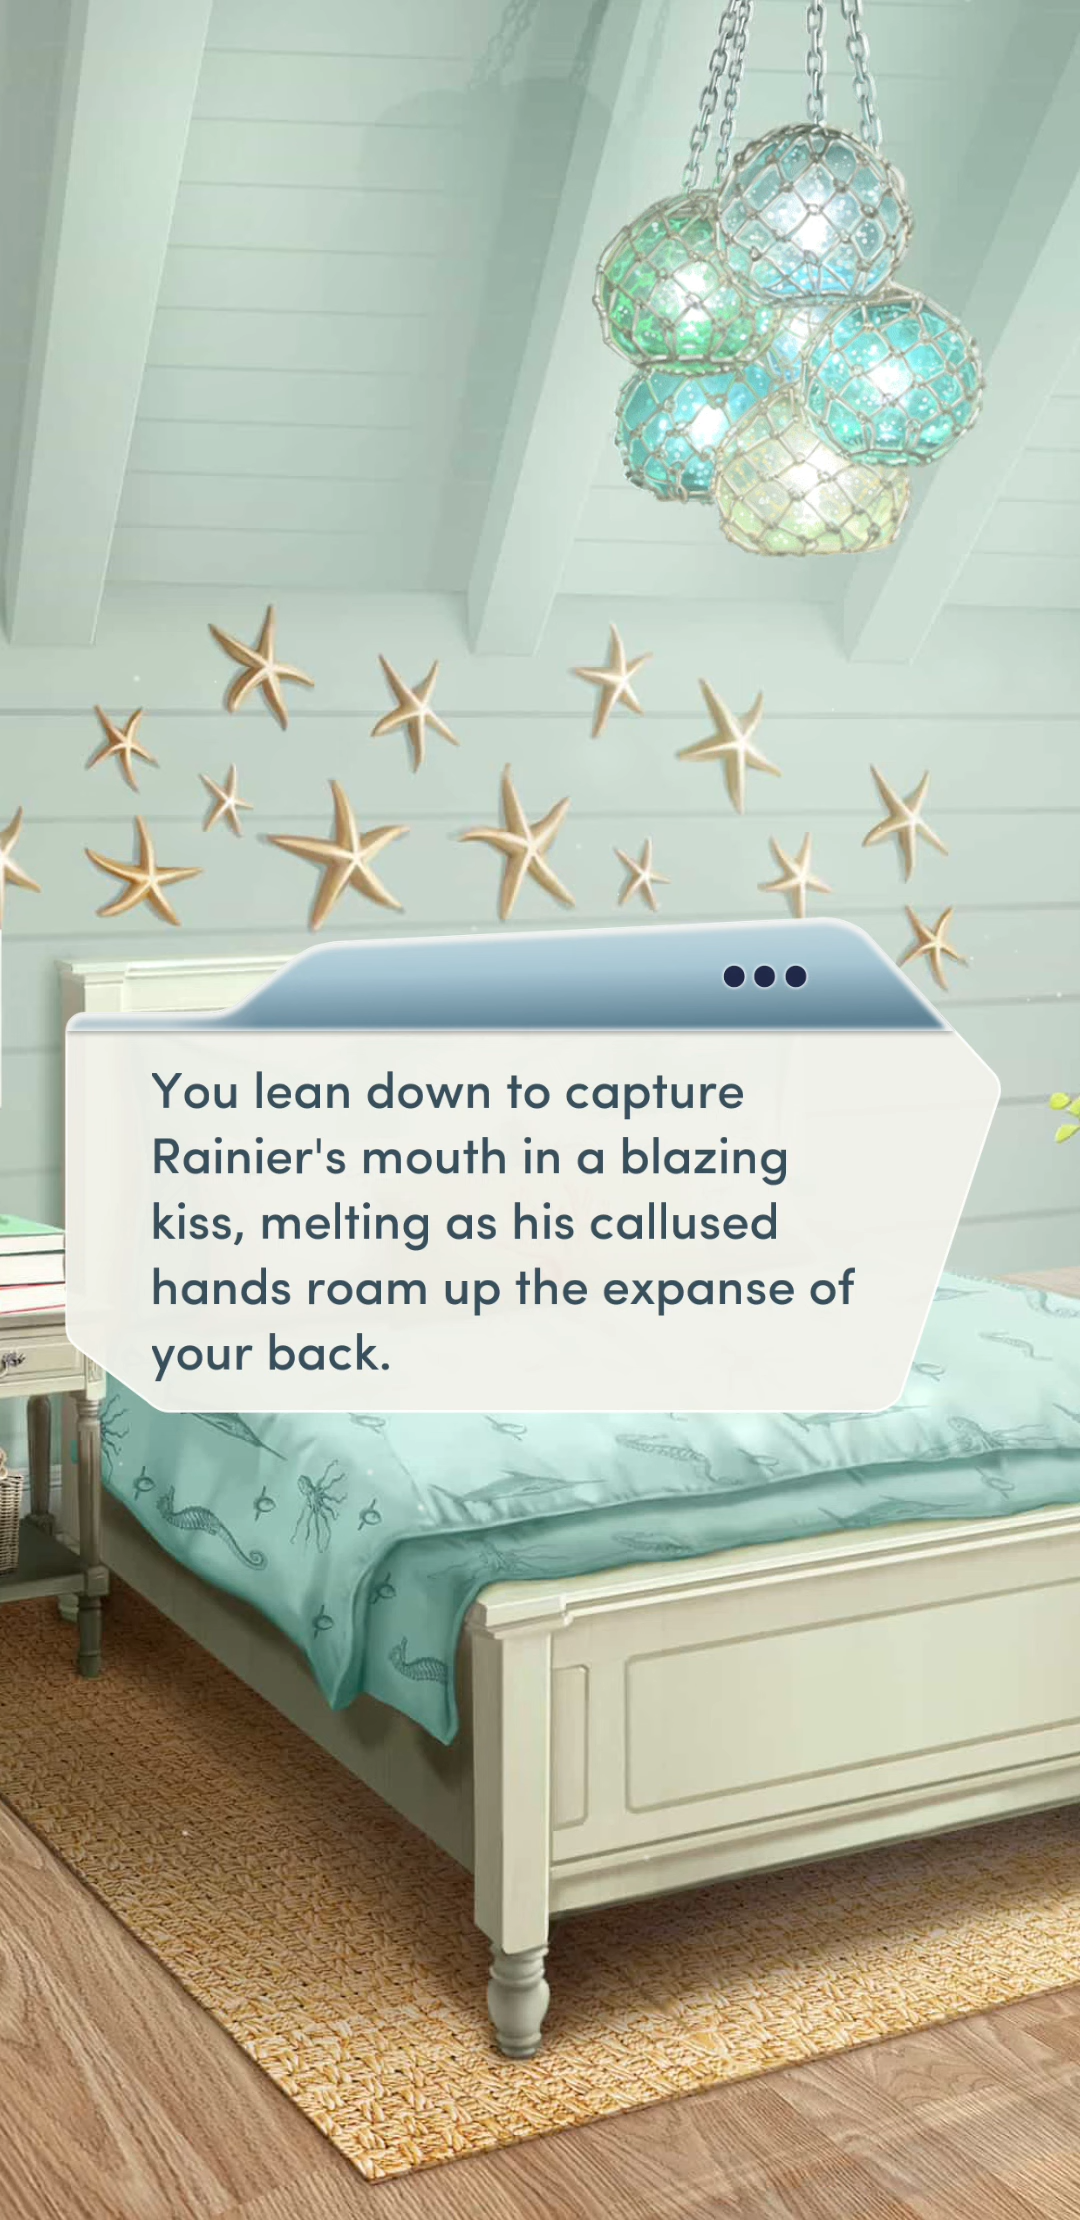 You lean down to capture
Rainier's mouth in a blazing
kiss, melting as his callused
hands roam up the expanse of
your back.